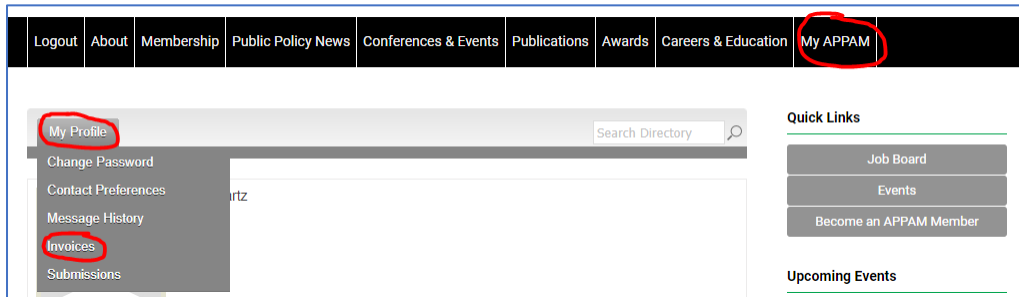 Logout About Membership Public Policy News Conferences & Events Publications Awards Careers & Education My APPAM
My Profile
Search Directory
Change Password
Contact Preferences
rtz
Message History
Invoices
Submissions
Quick Links
Job Board
Events
Become an APPAM Member
Upcoming Events